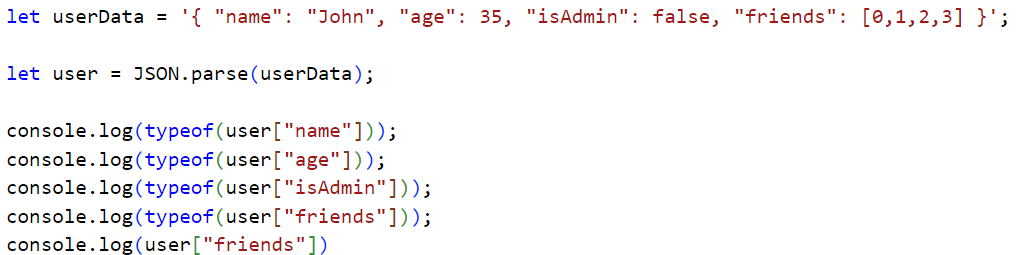 let userData = '{ "name": "John", "age": 35, "isAdmin": false, "friends": [0,1,2,3] }';
let user = JSON.parse(userData);
console.log(typeof(user["name"]));
console.log(typeof(user["age"]));
console.log(typeof(user["isAdmin"]));
console.log(typeof(user["friends"]));
console.log(user["friends"])